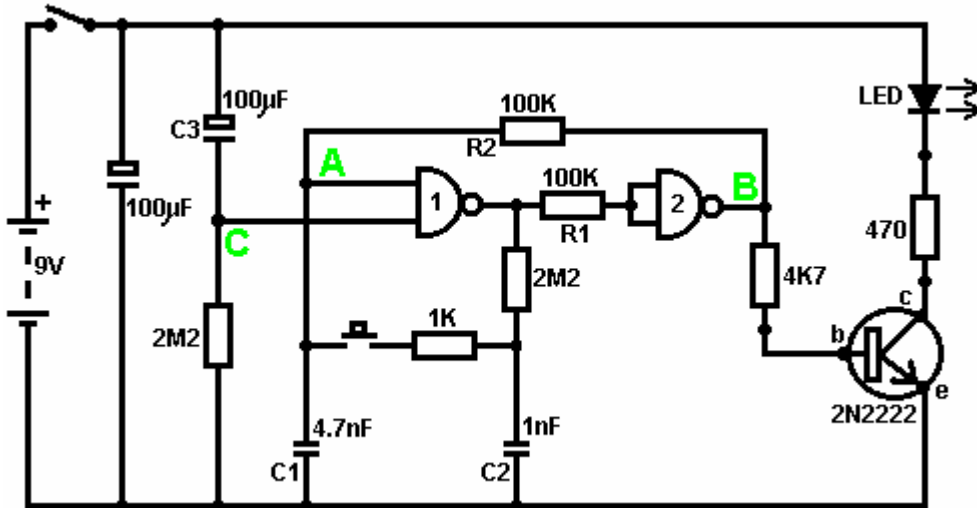 100µF
C3
100µF
9V
2M2
A
C
100K
R2
1
100K
R1
2
B
2M2
1K
4.7nF
C1
1nF
C2
4K7
LED
470
c
b
e
2N2222
+